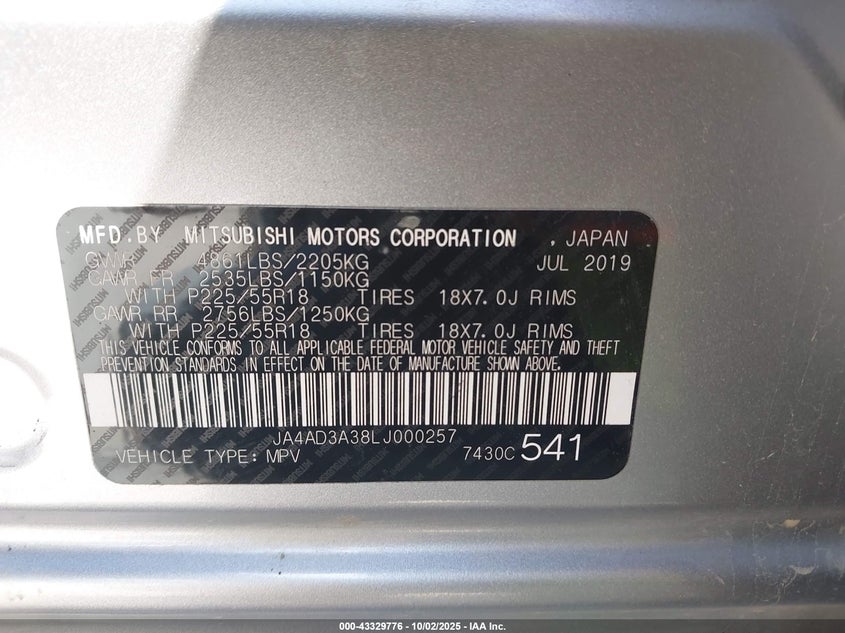 MFD.BY MITSUBISHI MOTORS CORPORATION , JAPAN
GVWR 4861LBS/2205KG JUL 2019
GAWR FR 2535LBS/1150KG
WITH P225/55R18 TIRES 18X7.0J RIMS
GAWR RR 2756LBS/1250KG
WITH P225/55R18 TIRES 18X7.0J RIMS
THIS VEHICLE CONFORMS TO ALL APPLICABLE FEDERAL MOTOR VEHICLE SAFETY AND THEFT
PREVENTION STANDARDS IN EFFECT ON THE DATE OF MANUFACTURE SHOWN ABOVE.
JA4AD3A38LJ000257
VEHICLE TYPE: MPV 7430C 541
000-43329776 - 10/02/2025 - IAA Inc.